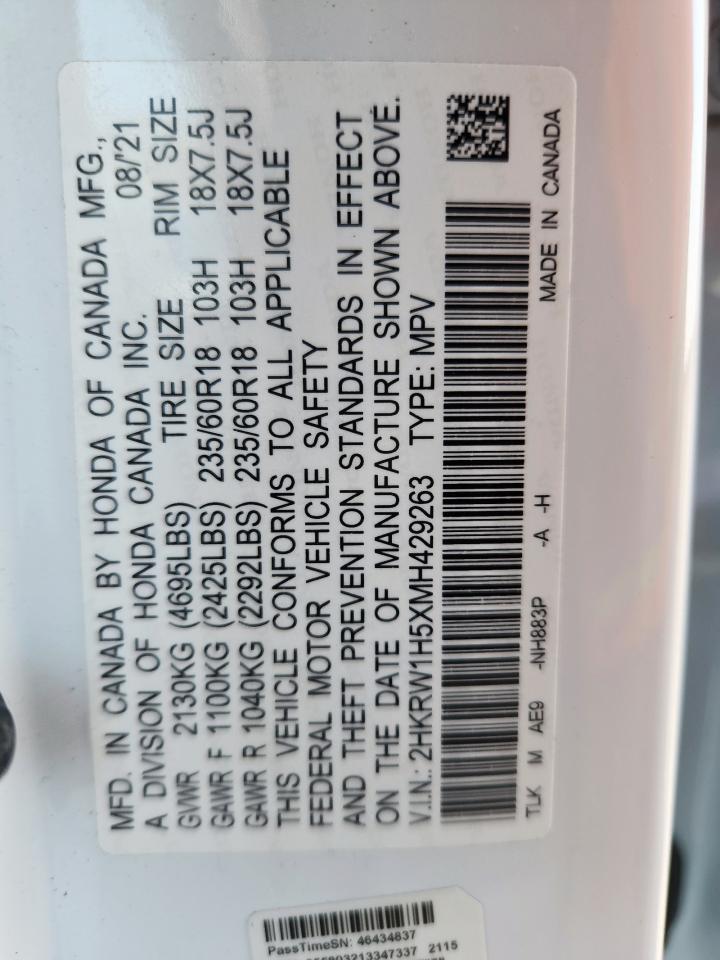 MFD. IN CANADA BY HONDA OF CANADA MFG.,
A DIVISION OF HONDA CANADA INC. 08/'21
GVWR 2130KG (4695LBS) TIRE SIZE RIM SIZE
GAWR F 1100KG (2425LBS) 235/60R18 103H 18X7.5J
GAWR R 1040KG (2292LBS) 235/60R18 103H 18X7.5J
THIS VEHICLE CONFORMS TO ALL APPLICABLE
FEDERAL MOTOR VEHICLE SAFETY
AND THEFT PREVENTION STANDARDS IN EFFECT
ON THE DATE OF MANUFACTURE SHOWN ABOVE.
V.I.N.: 2HKRW1H5XMH429263 TYPE: MPV
TLK M AE9 -NH883P -A -H MADE IN CANADA
PassTimeSN: 46434837
2115